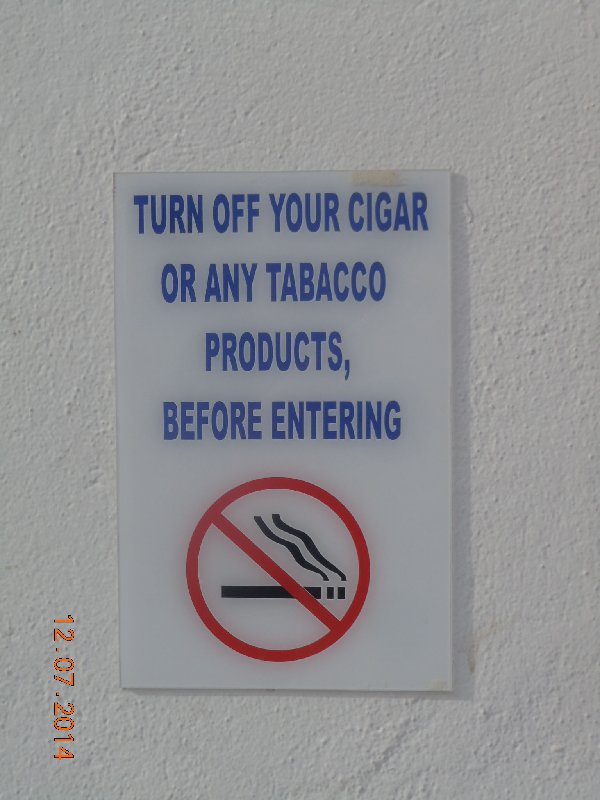 TURN OFF YOUR CIGAR
OR ANY TABACCO
PRODUCTS,
BEFORE ENTERING
12.07.2014